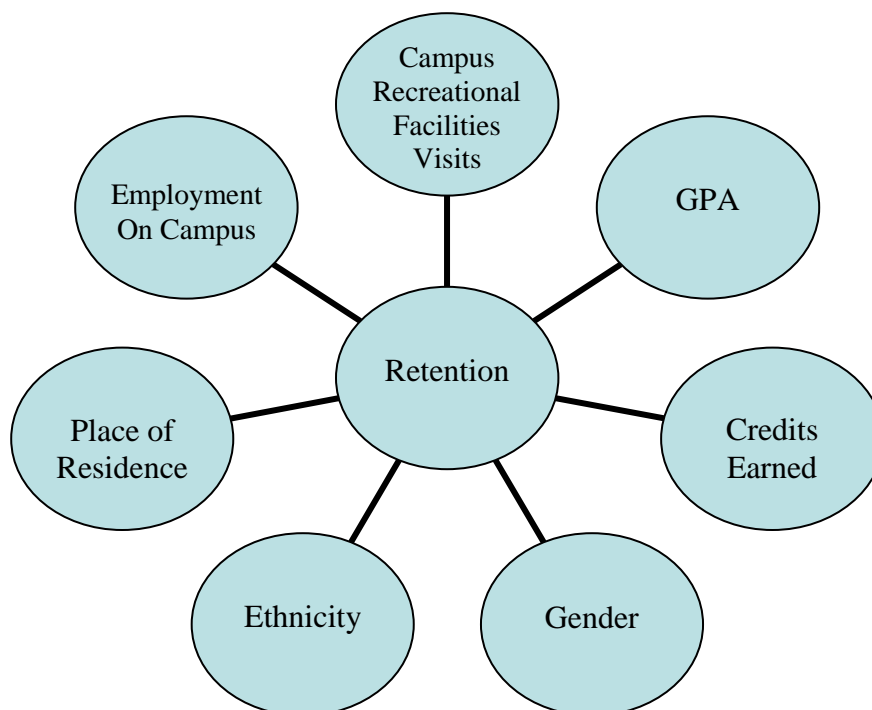 Campus
Recreational
Facilities
Visits
Employment
On Campus
GPA
Retention
Place of
Residence
Credits
Earned
Ethnicity
Gender